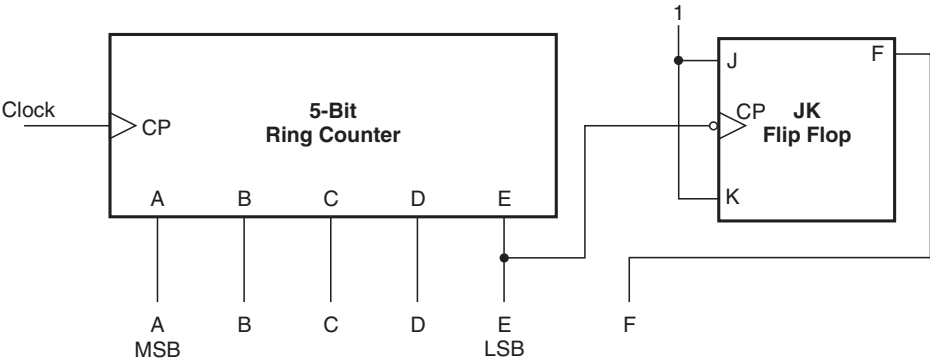 1
Clock
CP
5-Bit
Ring Counter
A B C D E
J
F
CP
JK
Flip Flop
K
A B C D E F
MSB LSB